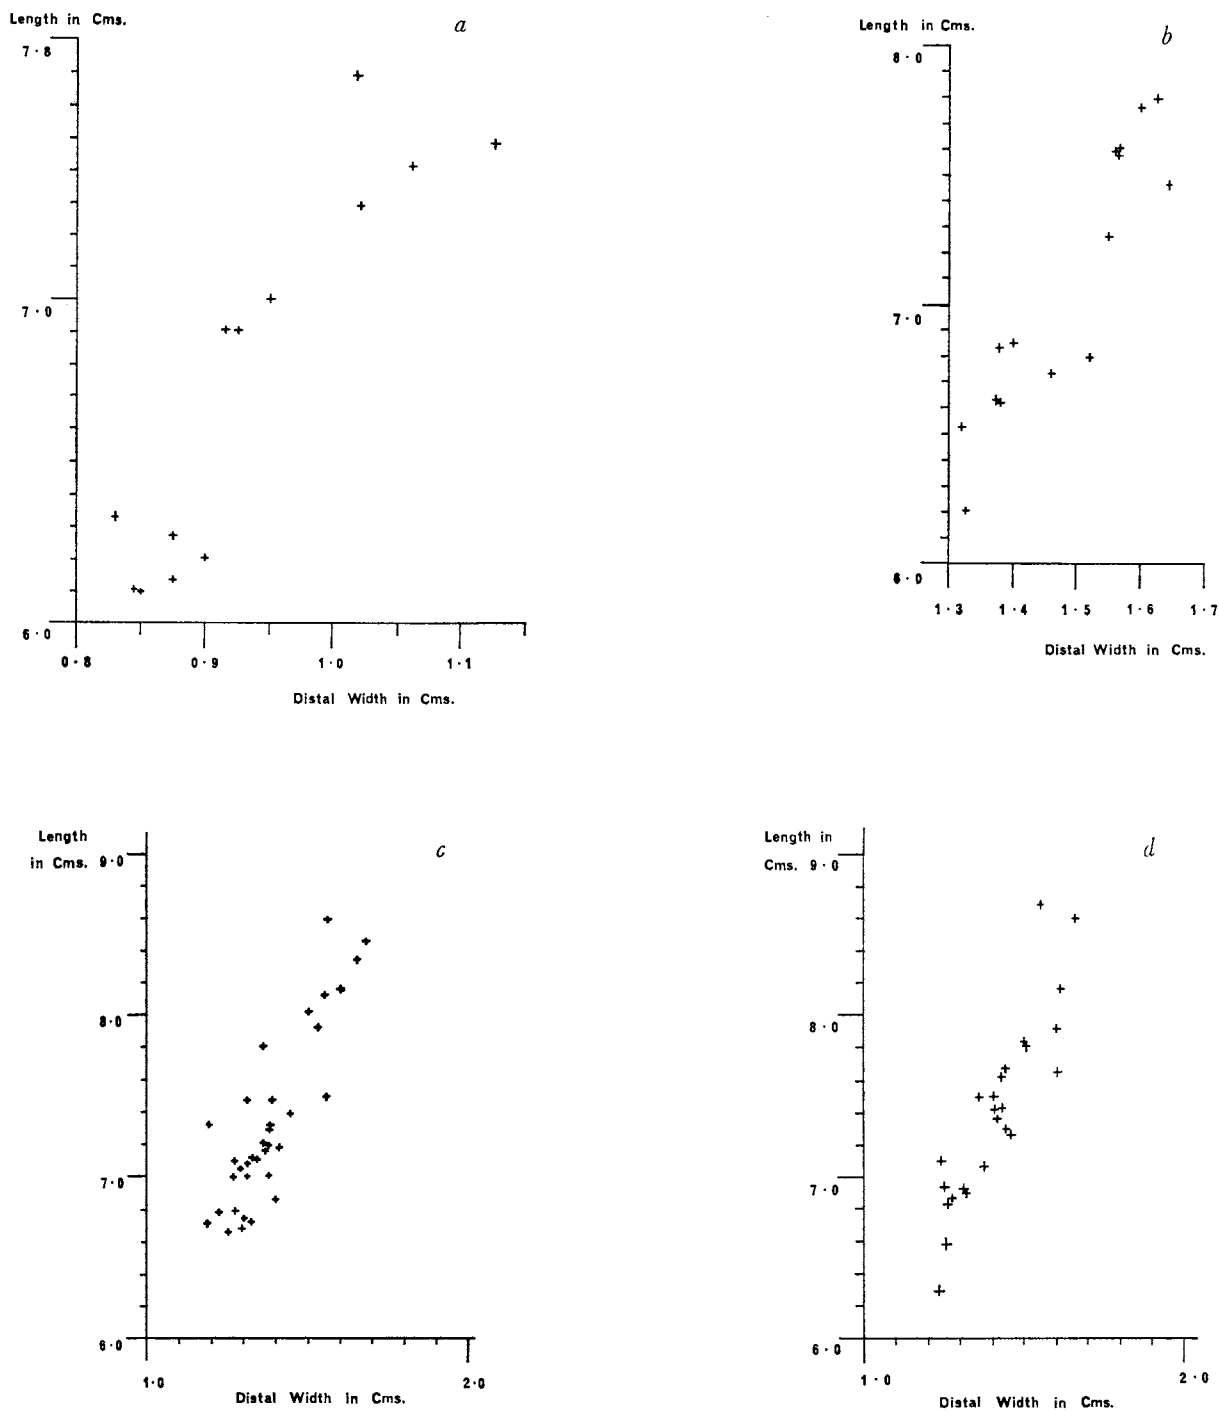 Length in Cms.
a
7·8
7·0
6·0
0·8 0·9 1·0 1·1
Distal Width in Cms.
Length in Cms.
b
8·0
7·0
6·0
1·3 1·4 1·5 1·6 1·7
Distal Width in Cms.
Length
in Cms. 9·0
c
8·0
7·0
6·0
1·0 2·0
Distal Width in Cms.
Length in
Cms. 9·0
d
8·0
7·0
6·0
1·0 2·0
Distal Width in Cms.